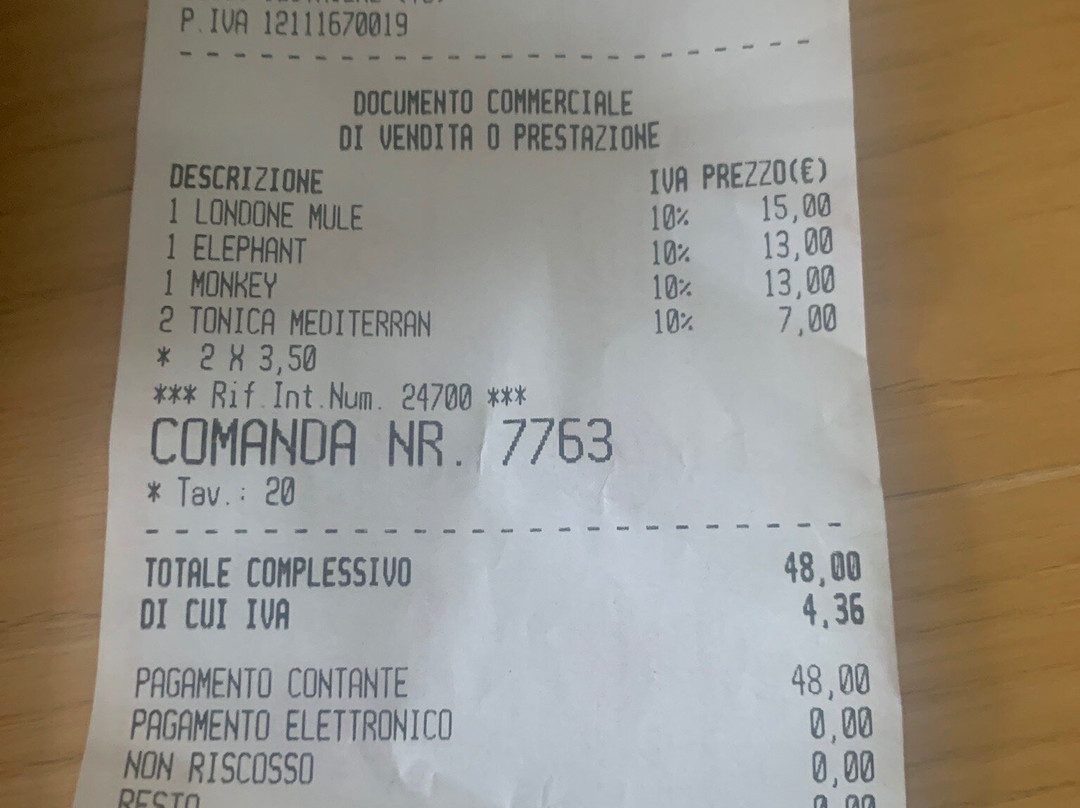 P.IVA 12111670019
DOCUMENTO COMMERCIALE
DI VENDITA O PRESTAZIONE
DESCRIZIONE IVA PREZZO(€)
1 LONDONE MULE 10% 15,00
1 ELEPHANT 10% 13,00
1 MONKEY 10% 13,00
2 TONICA MEDITERRAN 10% 7,00
* 2 X 3,50
*** Rif.Int.Num. 24700 ***
COMANDA NR. 7763
* Tav.: 20
TOTALE COMPLESSIVO 48,00
DI CUI IVA 4,36
PAGAMENTO CONTANTE 48,00
PAGAMENTO ELETTRONICO 0,00
NON RISCOSSO 0,00
RESTO 0,00